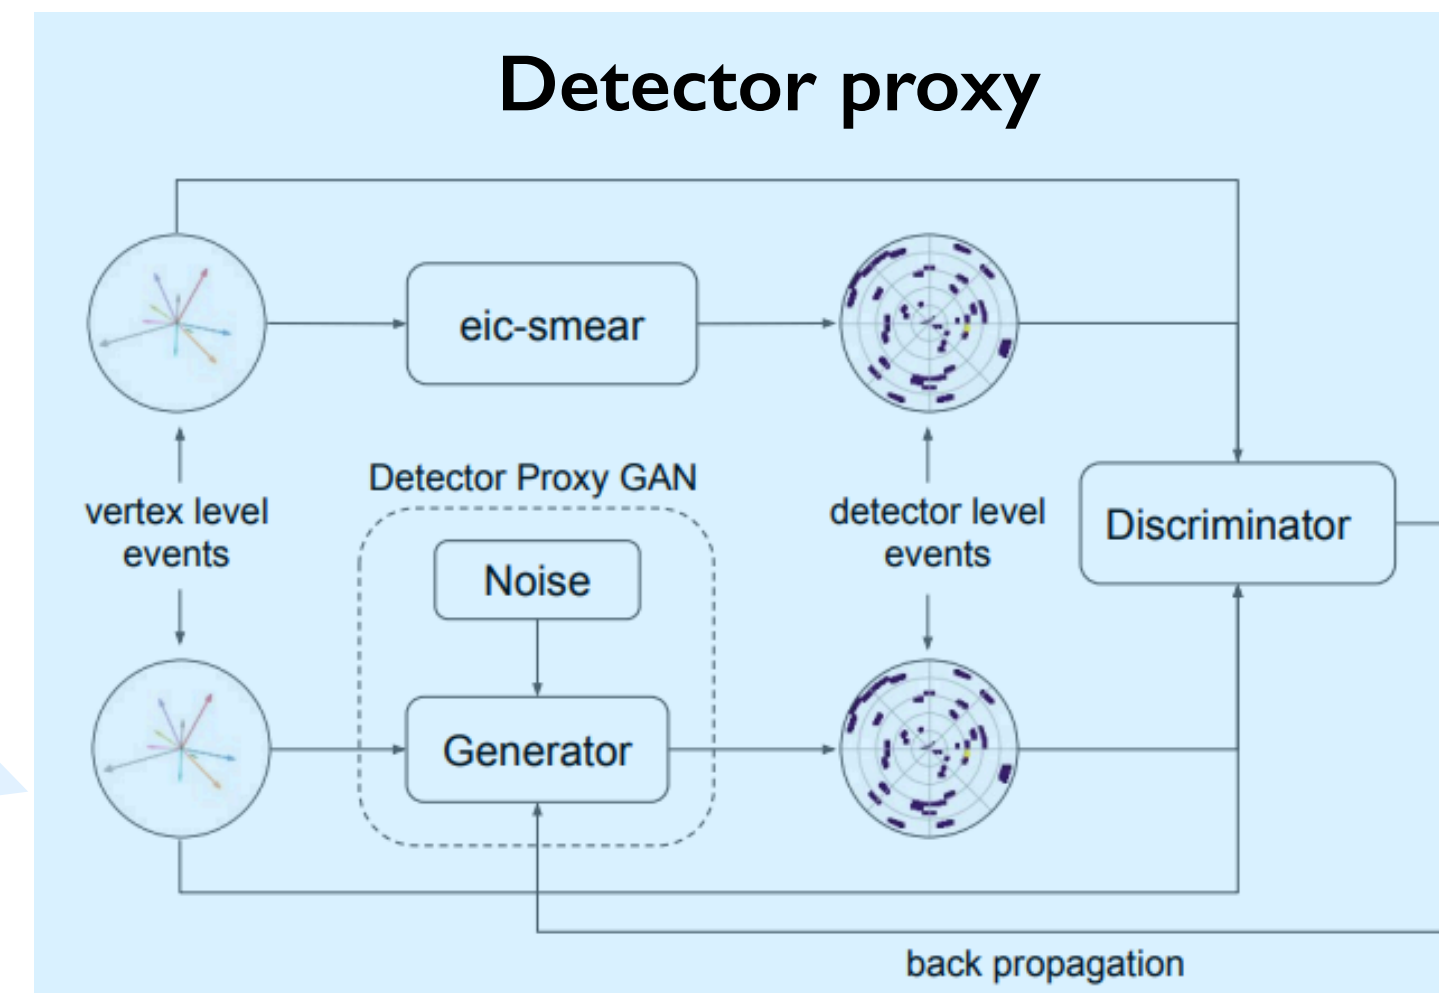 Detector proxy
eic-smear
Detector Proxy GAN
vertex level
events
detector level
events
Discriminator
Noise
Generator
back propagation